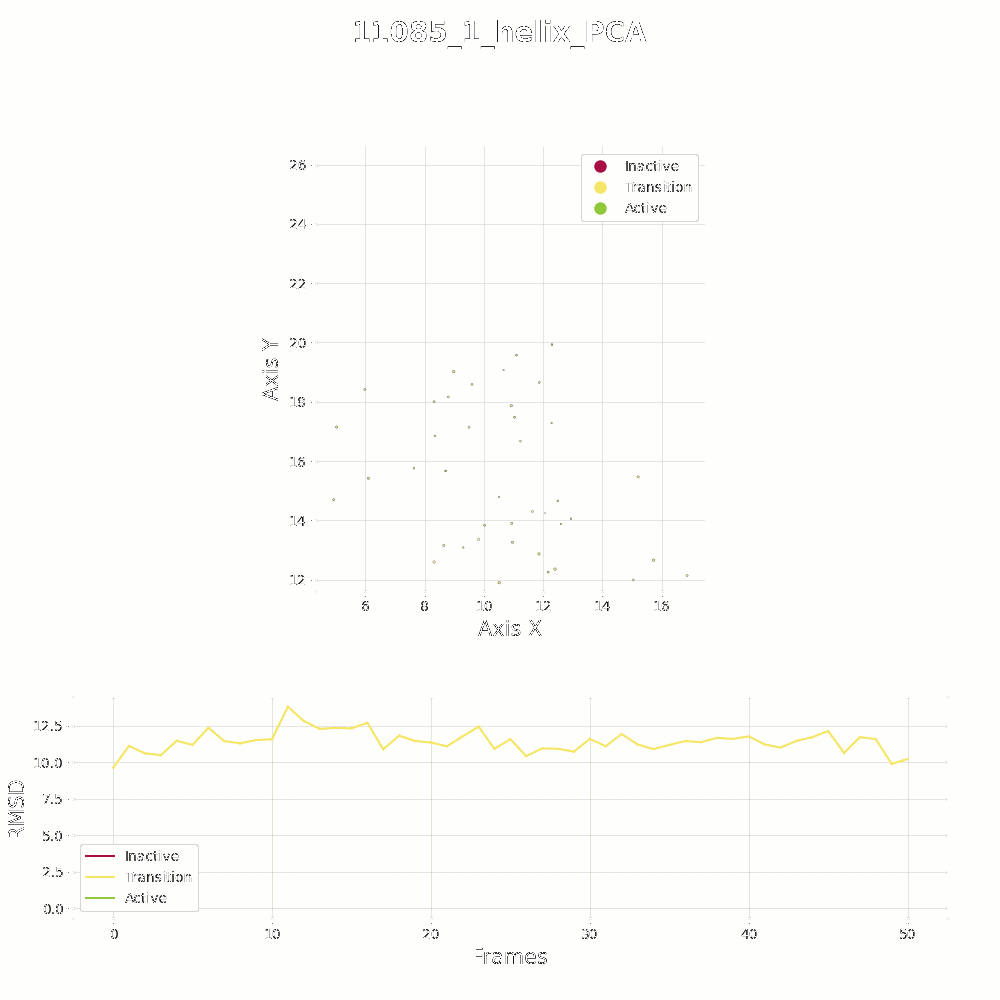 11085_1_helix_PCA
26
24
22
20
18
16
14
12
Axis Y
Inactive
Transition
Active
6 8 10 12 14 16
Axis X
12.5
10.0
7.5
5.0
2.5
0.0
RMSD
Inactive
Transition
Active
0 10 20 30 40 50
Frames